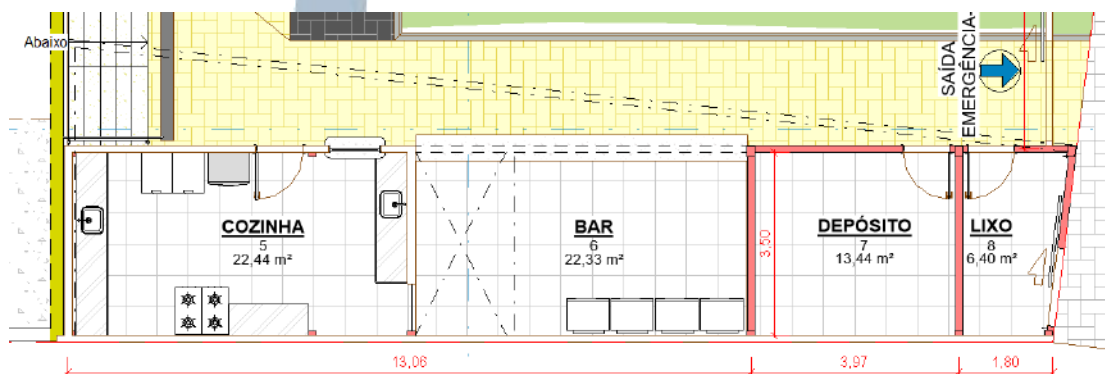 Abaixo
SAÍDA
EMERGÊNCIA
COZINHA
5
22,44 m²
BAR
6
22,33 m²
3,50
DEPÓSITO
7
13,44 m²
LIXO
8
6,40 m²
13,06
3,97
1,80